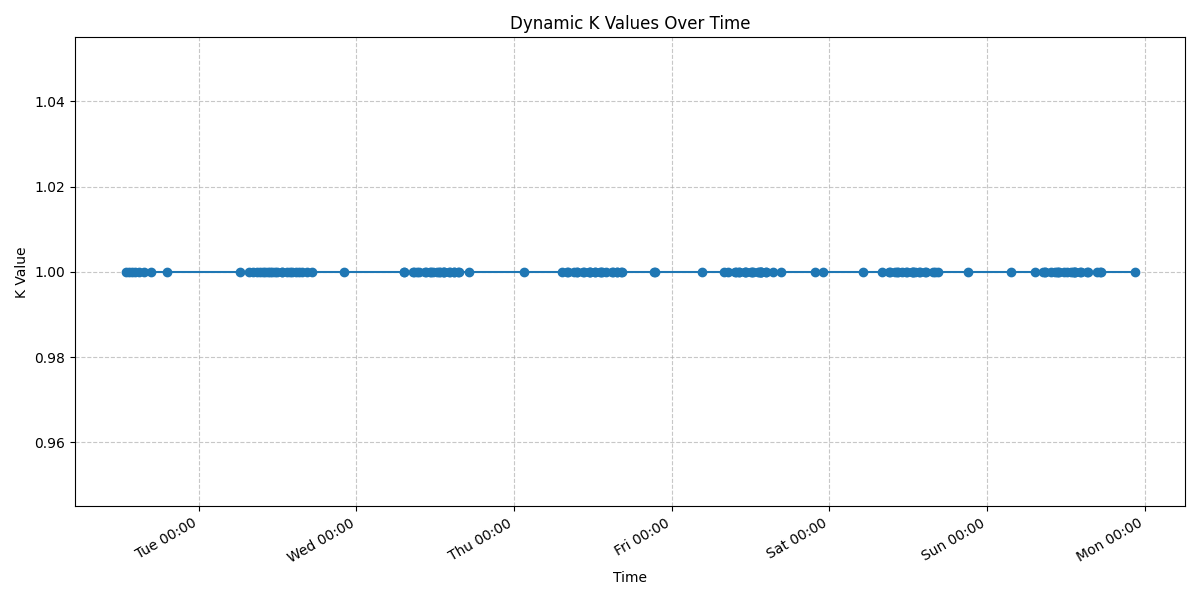 Dynamic K Values Over Time
K Value
1.04
1.02
1.00
0.98
0.96
Tue 00:00
Wed 00:00
Thu 00:00
Fri 00:00
Sat 00:00
Sun 00:00
Mon 00:00
Time